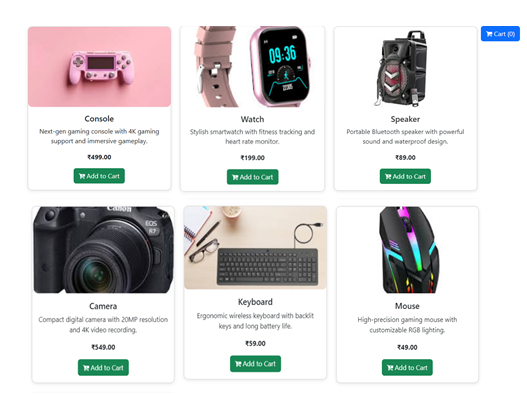 Cart (0)
Console
Next-gen gaming console with 4K gaming
support and immersive gameplay.
₹499.00
Add to Cart
09:36
Watch
Stylish smartwatch with fitness tracking and
heart rate monitor.
₹199.00
Add to Cart
Speaker
Portable Bluetooth speaker with powerful
sound and waterproof design.
₹89.00
Add to Cart
Canon
EOS
R7
Camera
Compact digital camera with 20MP resolution
and 4K video recording.
₹549.00
Add to Cart
Keyboard
Ergonomic wireless keyboard with backlit
keys and long battery life.
₹59.00
Add to Cart
Mouse
High-precision gaming mouse with
customizable RGB lighting.
₹49.00
Add to Cart